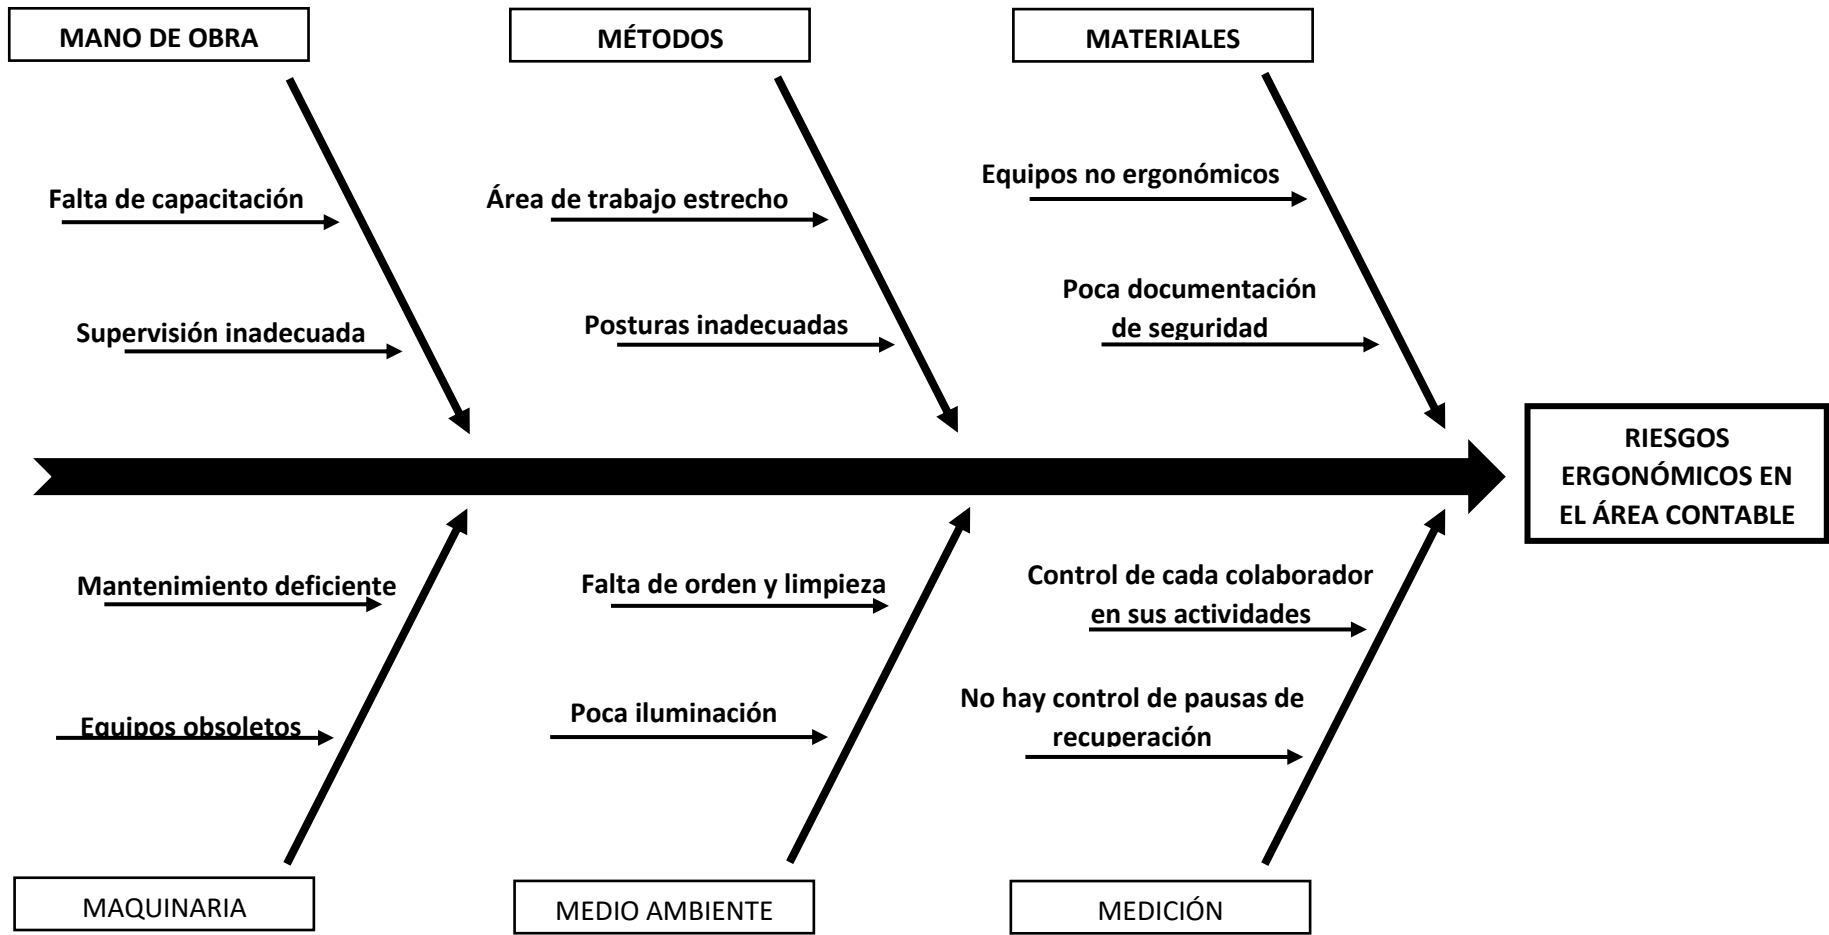 MANO DE OBRA
MÉTODOS
MATERIALES
Falta de capacitación
Área de trabajo estrecho
Equipos no ergonómicos
Supervisión inadecuada
Posturas inadecuadas
Poca documentación
de seguridad
RIESGOS
ERGONÓMICOS EN
EL ÁREA CONTABLE
Mantenimiento deficiente
Falta de orden y limpieza
Control de cada colaborador
en sus actividades
Equipos obsoletos
Poca iluminación
No hay control de pausas de
recuperación
MAQUINARIA
MEDIO AMBIENTE
MEDICIÓN